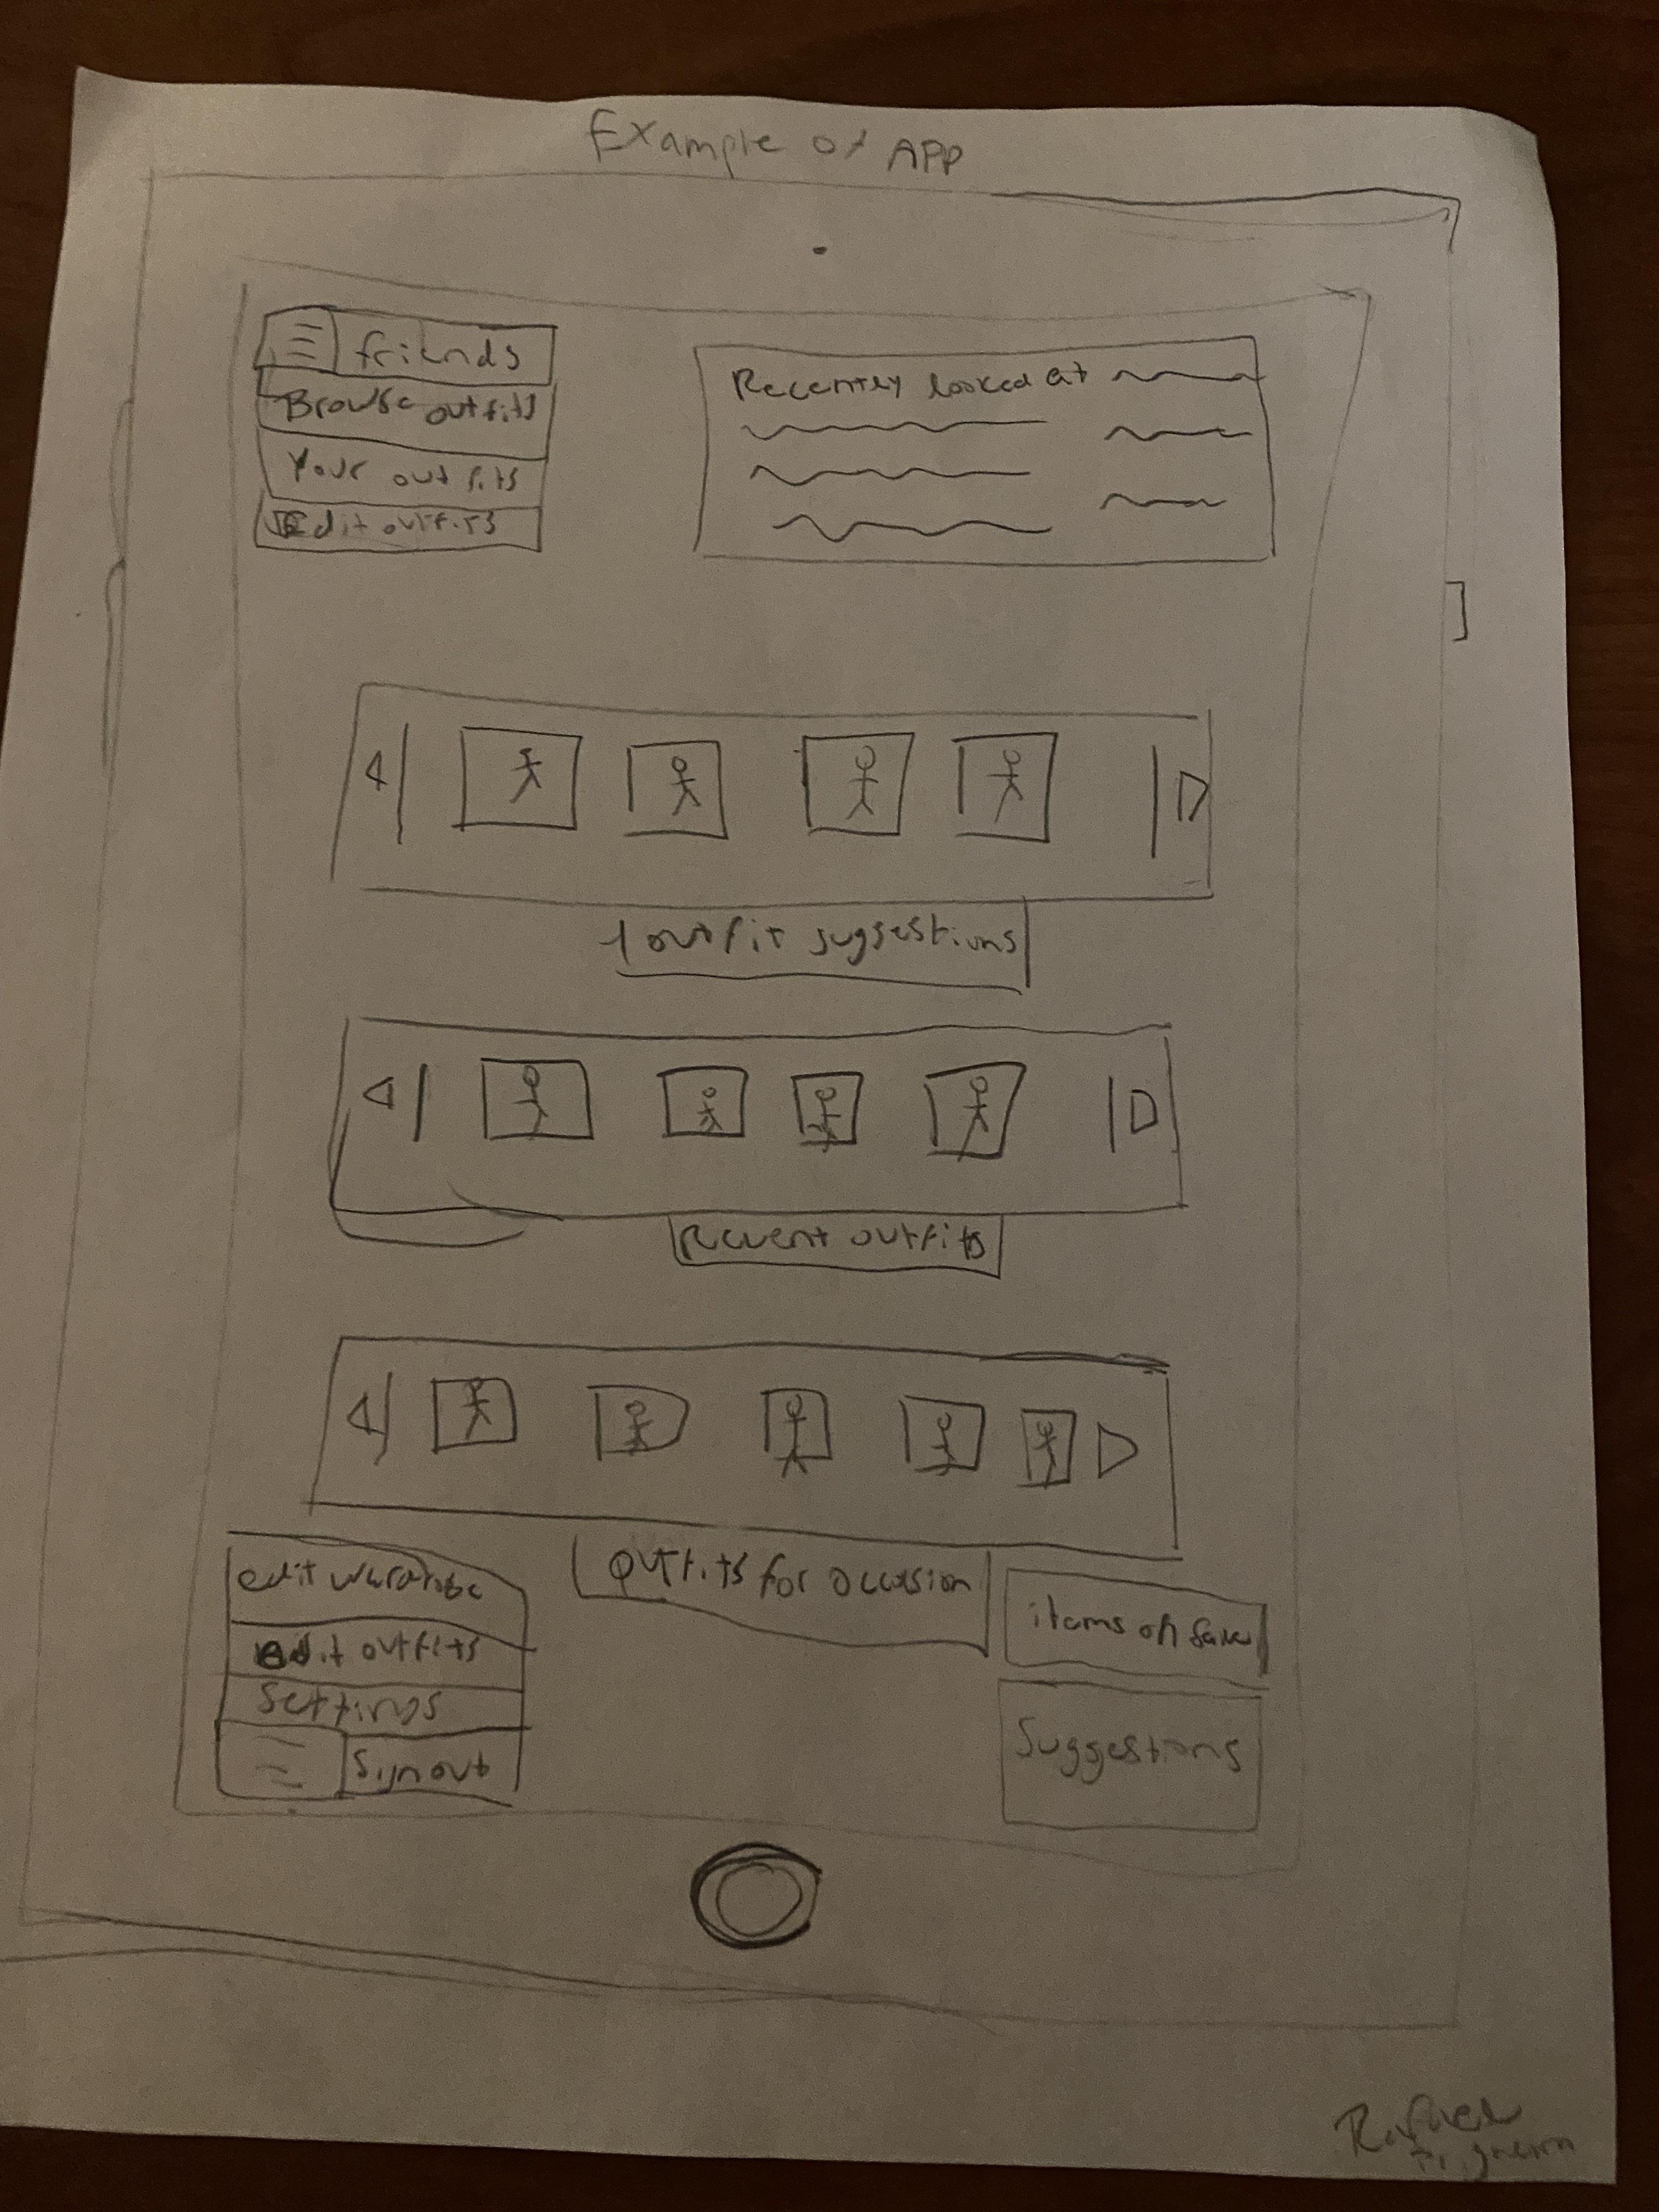 Example of APP
friends
Browse outfits
Your outfits
Edit outfits
Recently looked at
outfit suggestions
Recent outfits
outfits for occasion
edit wardrobe
edit outfits
Settings
Sign out
items on sale
Suggestions
Rafael